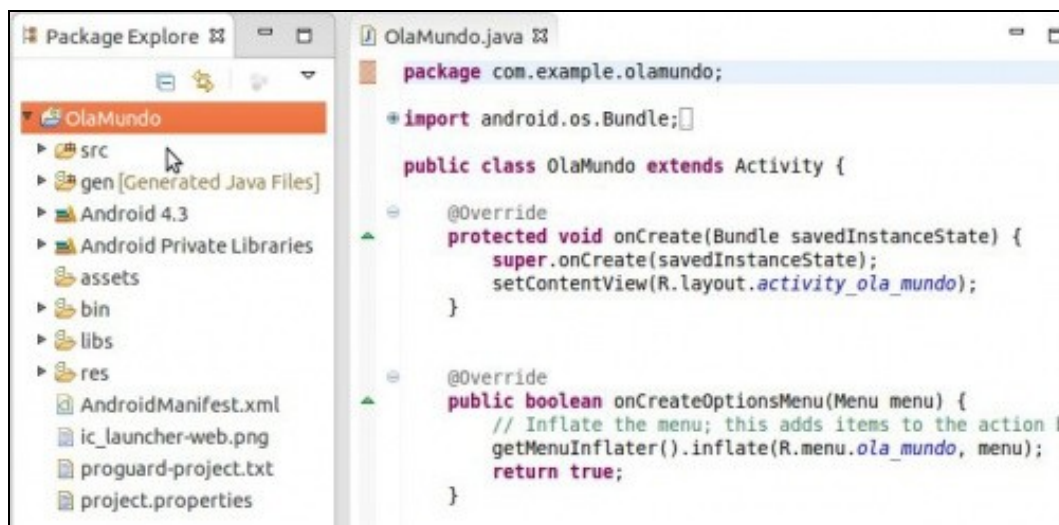 Package Explore
OlaMundo
src
gen [Generated Java Files]
Android 4.3
Android Private Libraries
assets
bin
libs
res
AndroidManifest.xml
ic_launcher-web.png
proguard-project.txt
project.properties
OlaMundo.java
package com.example.olamundo;
import android.os.Bundle;
public class OlaMundo extends Activity {
@Override
protected void onCreate(Bundle savedInstanceState) {
super.onCreate(savedInstanceState);
setContentView(R.layout.activity_ola_mundo);
}
@Override
public boolean onCreateOptionsMenu(Menu menu) {
// Inflate the menu; this adds items to the action
getMenuInflater().inflate(R.menu.ola_mundo, menu);
return true;
}